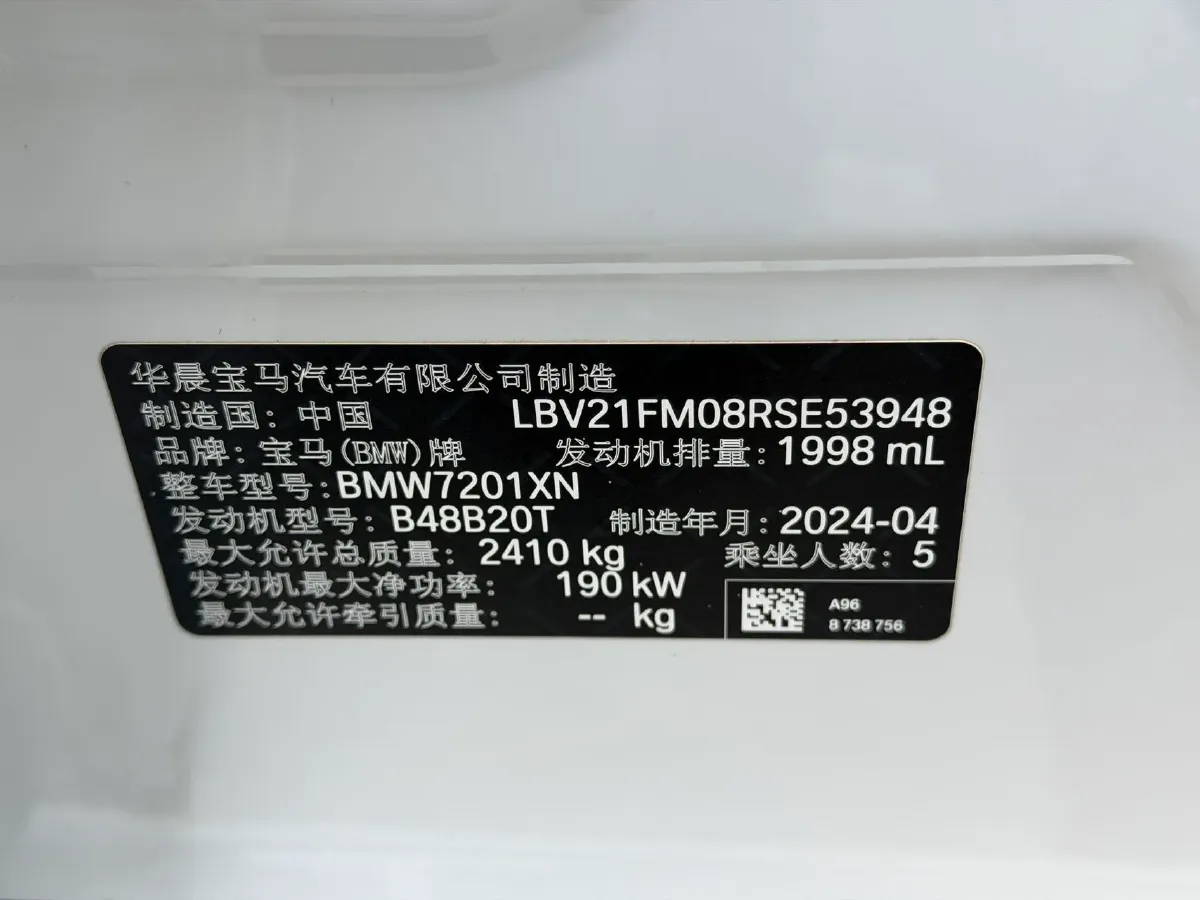 华晨宝马汽车有限公司制造
制造国：中国 LBV21FM08RSE53948
品牌：宝马(BMW)牌 发动机排量：1998 mL
整车型号：BMW7201XN
发动机型号：B48B20T 制造年月：2024-04
最大允许总质量：2410 kg 乘坐人数：5
发动机最大净功率：190 kW
最大允许牵引质量：-- kg
A96
8 738 756